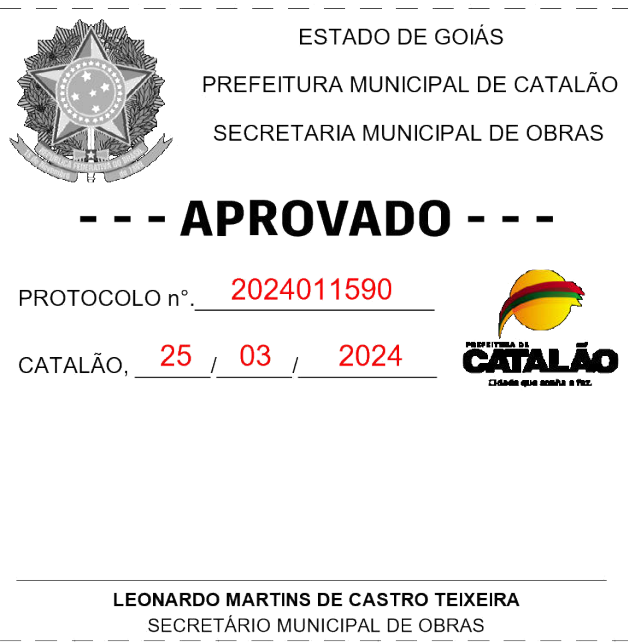 ESTADO DE GOIÁS
PREFEITURA MUNICIPAL DE CATALÃO
SECRETARIA MUNICIPAL DE OBRAS
- - - APROVADO - - -
PROTOCOLO n°. 2024011590
CATALÃO, 25 / 03 / 2024
PREFEITURA DE
CATALÃO
Cidade que sonha e faz.
LEONARDO MARTINS DE CASTRO TEIXEIRA
SECRETÁRIO MUNICIPAL DE OBRAS